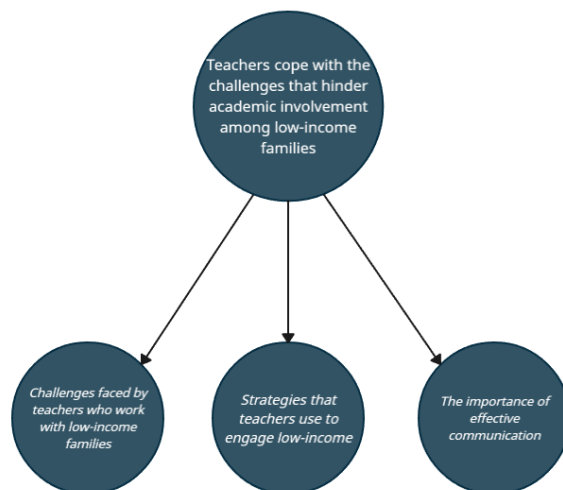 Teachers cope with the
challenges that hinder
academic involvement
among low-income
families
Challenges faced by
teachers who work
with low-income
families
Strategies that
teachers use to
engage low-income
The importance of
effective
communication